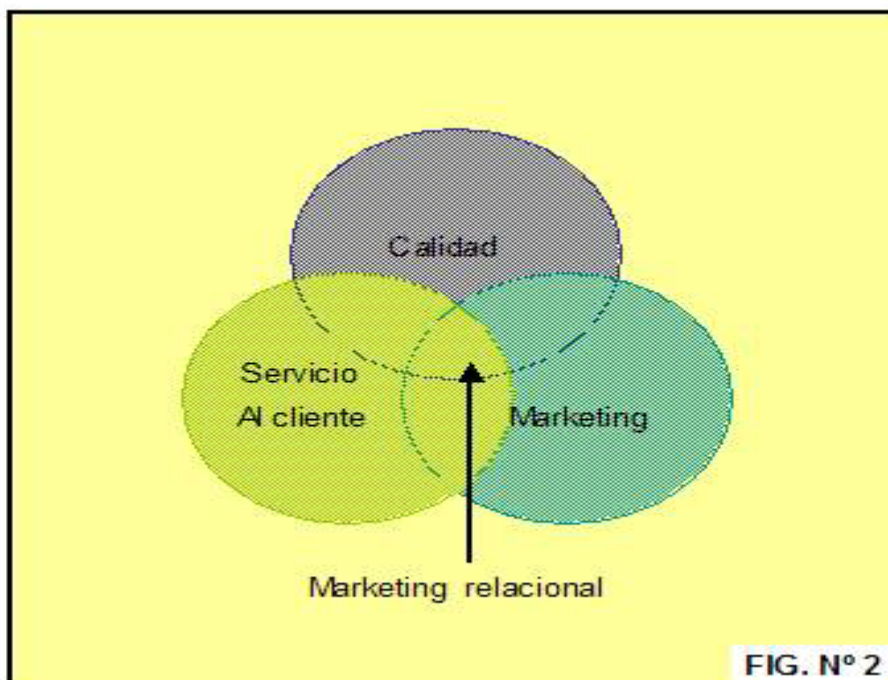 Calidad
Servicio
Al cliente
Marketing
Marketing relacional
FIG. Nº 2